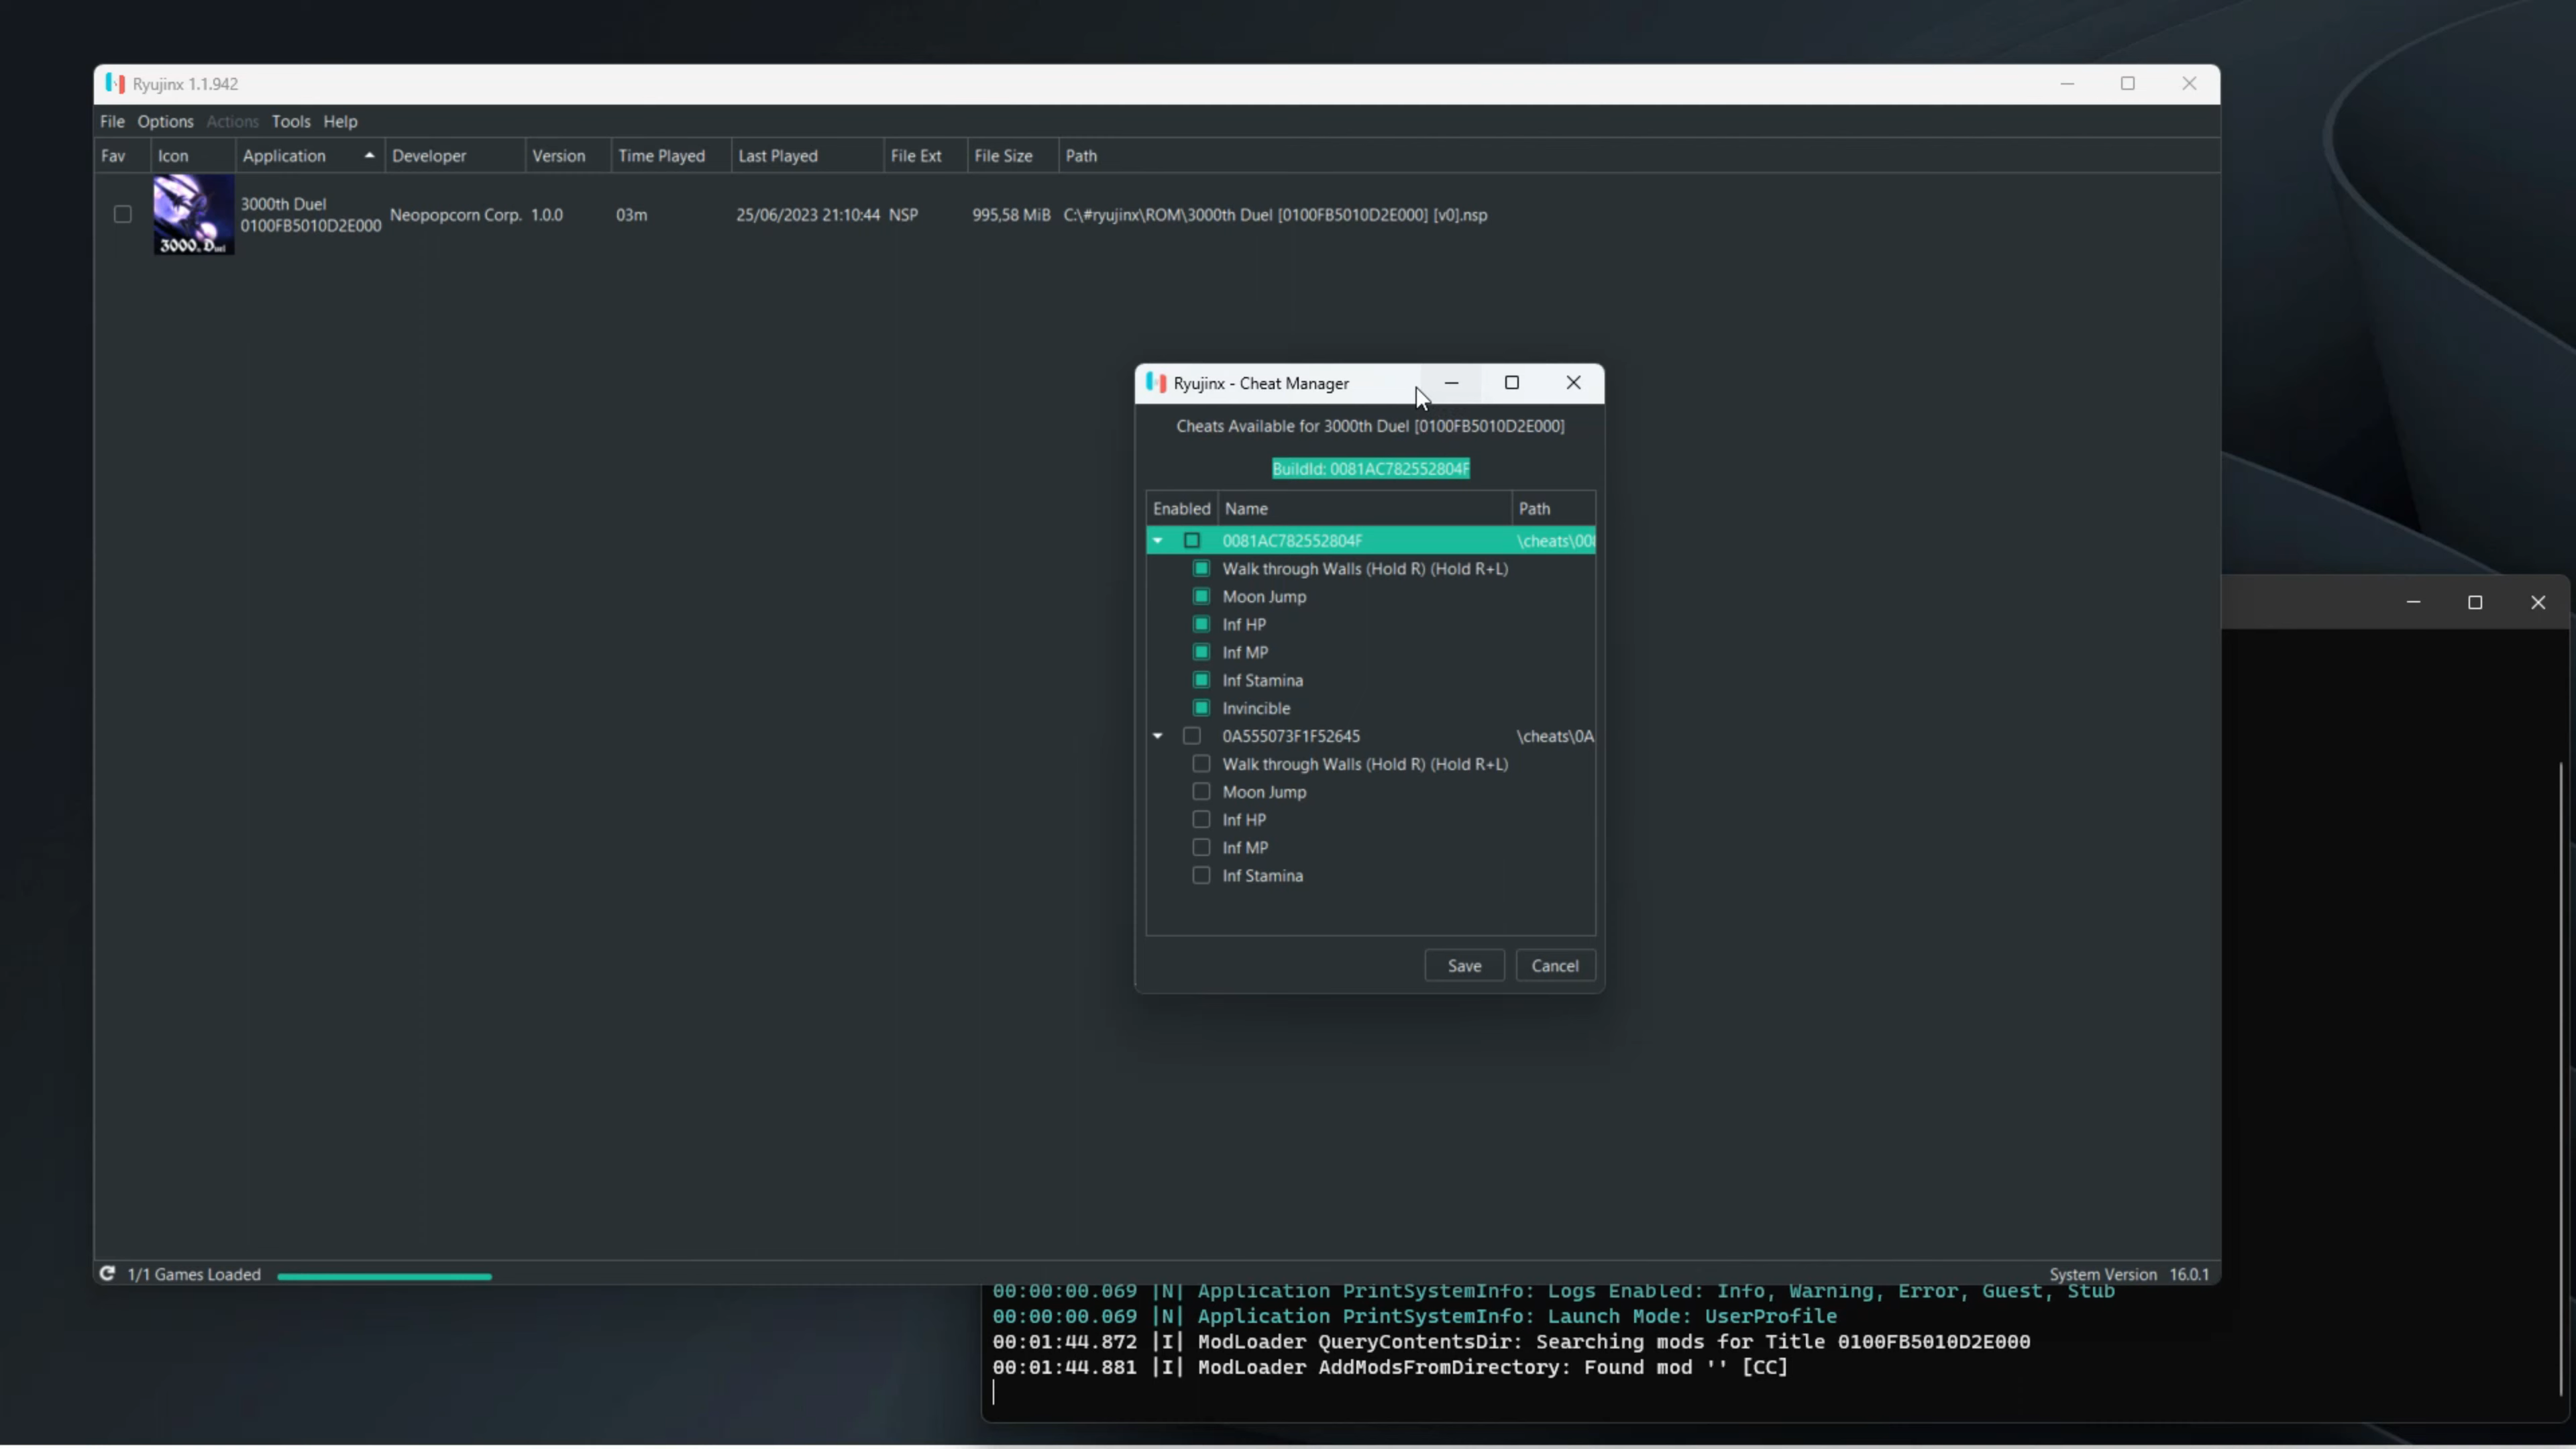 Ryujinx 1.1.942
File Options Actions Tools Help
Fav Icon Application Developer Version Time Played Last Played File Ext File Size Path
3000th Duel
0100FB5010D2E000 Neopopcorn Corp. 1.0.0 03m 25/06/2023 21:10:44 NSP 995,58 MiB C:\#ryujinx\ROM\3000th Duel [0100FB5010D2E000] [v0].nsp
3000th Duel
Ryujinx - Cheat Manager
Cheats Available for 3000th Duel [0100FB5010D2E000]
BuildId: 0081AC782552804F
Enabled Name Path
0081AC782552804F \cheats\008
Walk through Walls (Hold R) (Hold R+L)
Moon Jump
Inf HP
Inf MP
Inf Stamina
Invincible
0A555073F1F52645 \cheats\0A
Walk through Walls (Hold R) (Hold R+L)
Moon Jump
Inf HP
Inf MP
Inf Stamina
Save Cancel
1/1 Games Loaded System Version 16.0.1
00:00:00.069 |N| Application PrintSystemInfo: Logs Enabled: Info, Warning, Error, Guest, Stub
00:00:00.069 |N| Application PrintSystemInfo: Launch Mode: UserProfile
00:01:44.872 |I| ModLoader QueryContentsDir: Searching mods for Title 0100FB5010D2E000
00:01:44.881 |I| ModLoader AddModsFromDirectory: Found mod '' [CC]